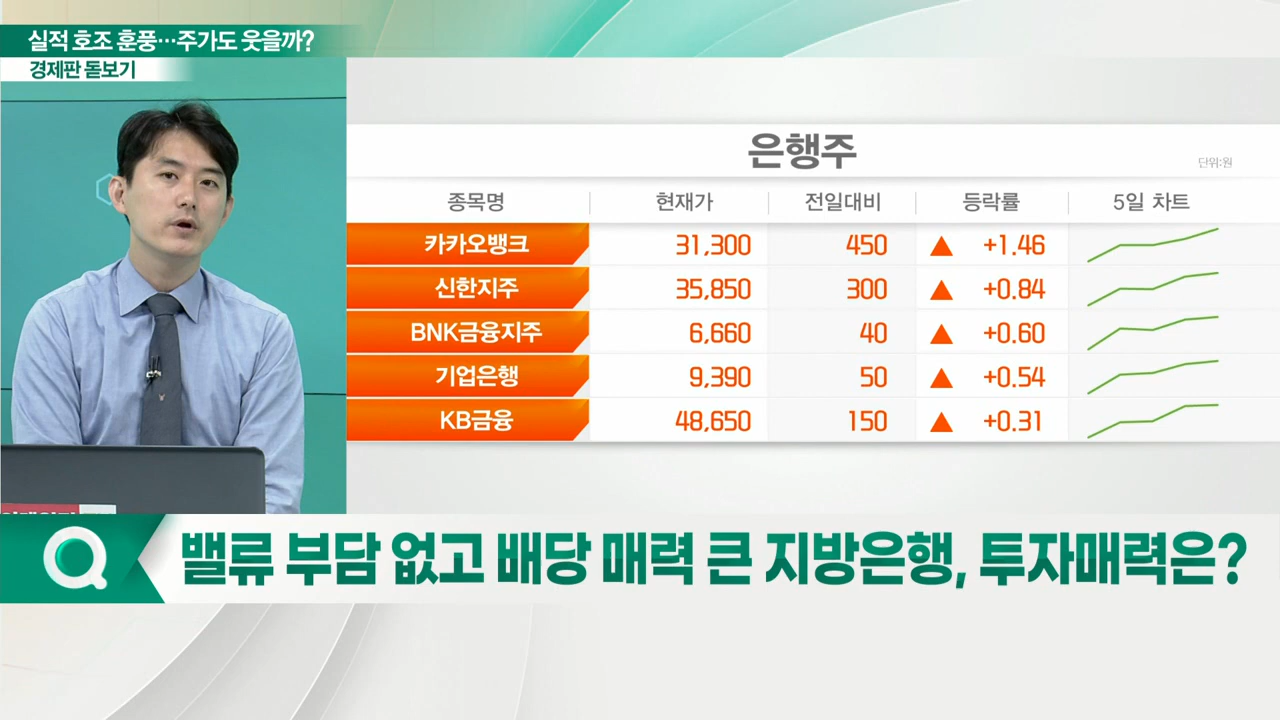 실적 호조 훈풍…주가도 웃을까?
경제판 돋보기
은행주
단위:원
종목명 현재가 전일대비 등락률 5일 차트
카카오뱅크 31,300 450 ▲ +1.46
신한지주 35,850 300 ▲ +0.84
BNK금융지주 6,660 40 ▲ +0.60
기업은행 9,390 50 ▲ +0.54
KB금융 48,650 150 ▲ +0.31
Q 밸류 부담 없고 배당 매력 큰 지방은행, 투자매력은?